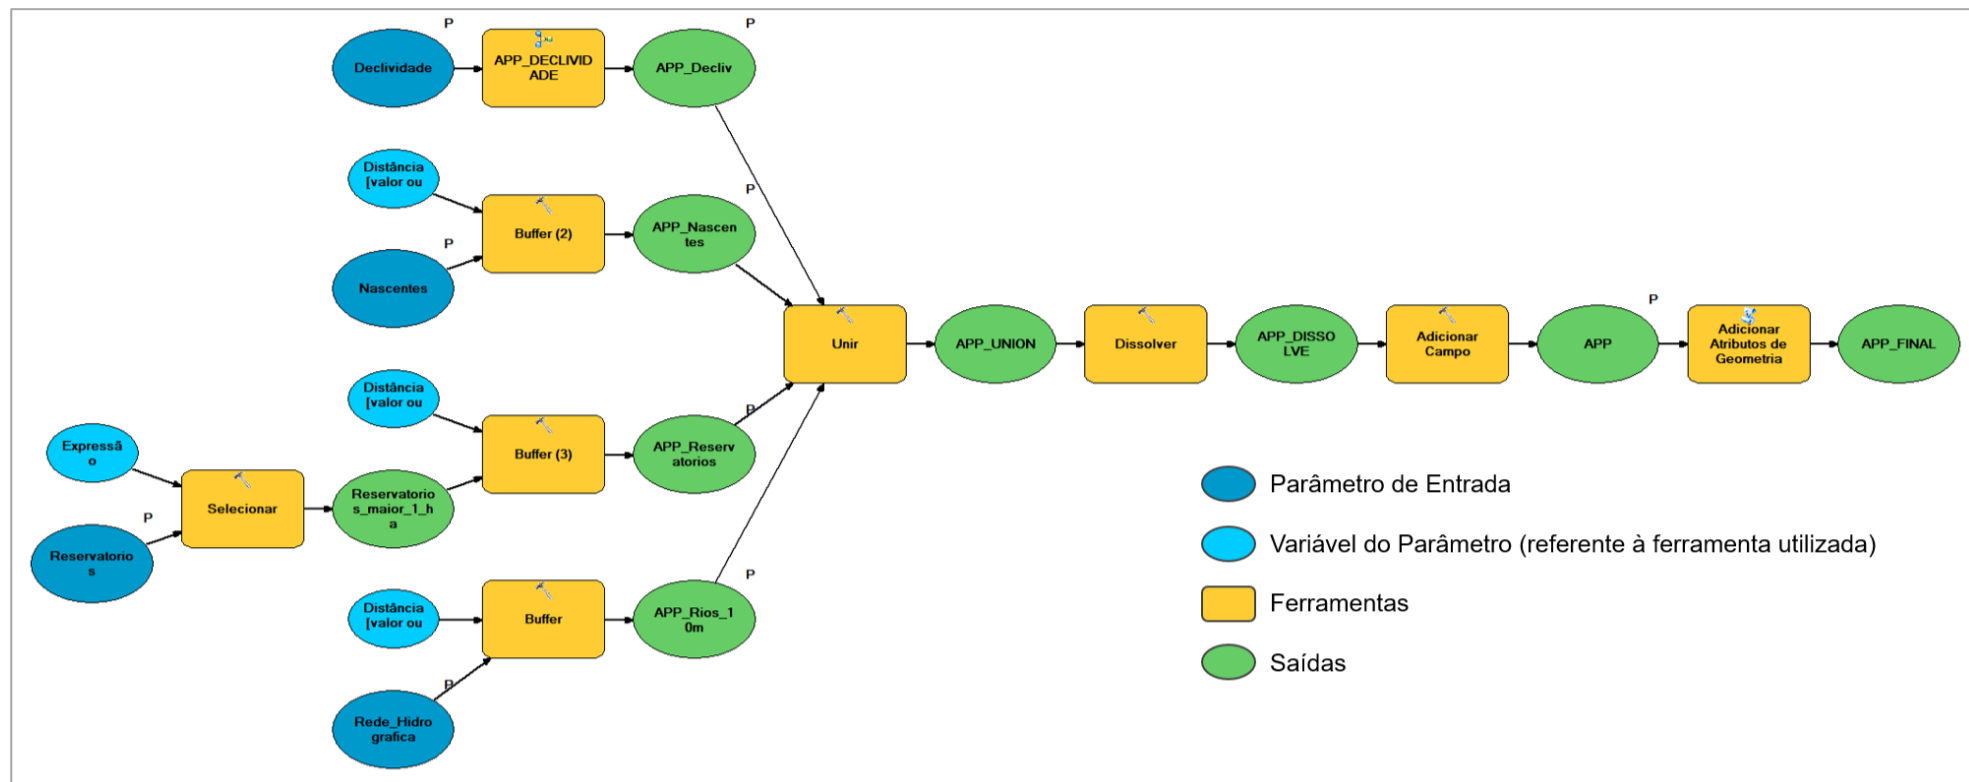 P
P
Declividade
APP_DECLIVID
ADE
APP_Decliv
Distância
[valor ou
P
Buffer (2)
APP_Nascen
tes
P
Nascentes
Unir
APP_UNION
Dissolver
APP_DISSO
LVE
Adicionar
Campo
P
APP
Adicionar
Atributos de
Geometria
APP_FINAL
Distância
[valor ou
P
Buffer (3)
APP_Reserv
atorios
Expressã
o
Selecionar
Reservatorio
s_maior_1_h
a
P
Reservatorio
s
Distância
[valor ou
Buffer
P
APP_Rios_1
0m
P
Rede_Hidro
grafica
Parâmetro de Entrada
Variável do Parâmetro (referente à ferramenta utilizada)
Ferramentas
Saídas